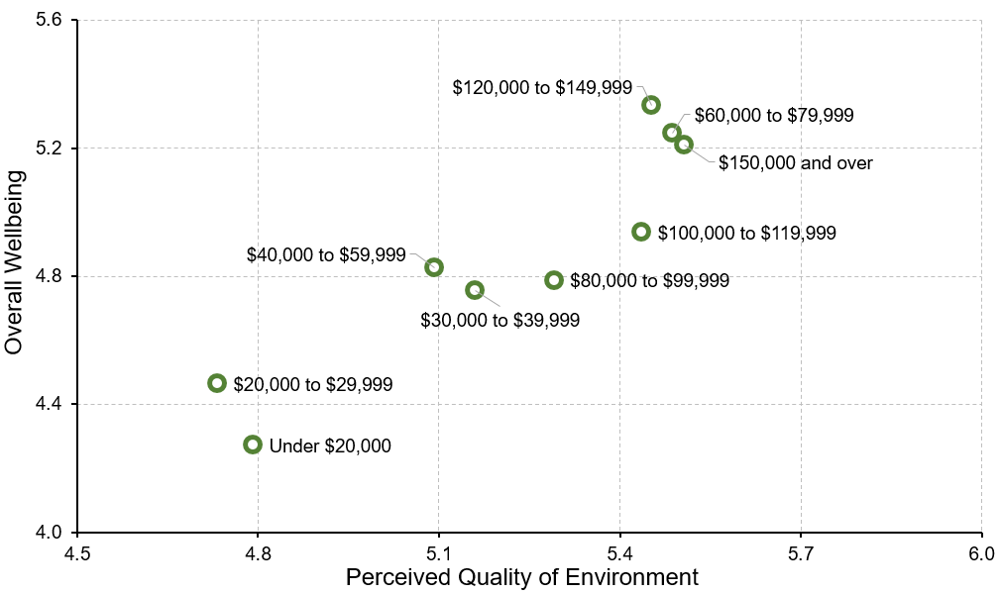 5.6
$120,000 to $149,999
$60,000 to $79,999
5.2
$150,000 and over
Overall Wellbeing
$100,000 to $119,999
$40,000 to $59,999
4.8
$80,000 to $99,999
$30,000 to $39,999
$20,000 to $29,999
4.4
Under $20,000
4.0
4.5 4.8 5.1 5.4 5.7 6.0
Perceived Quality of Environment